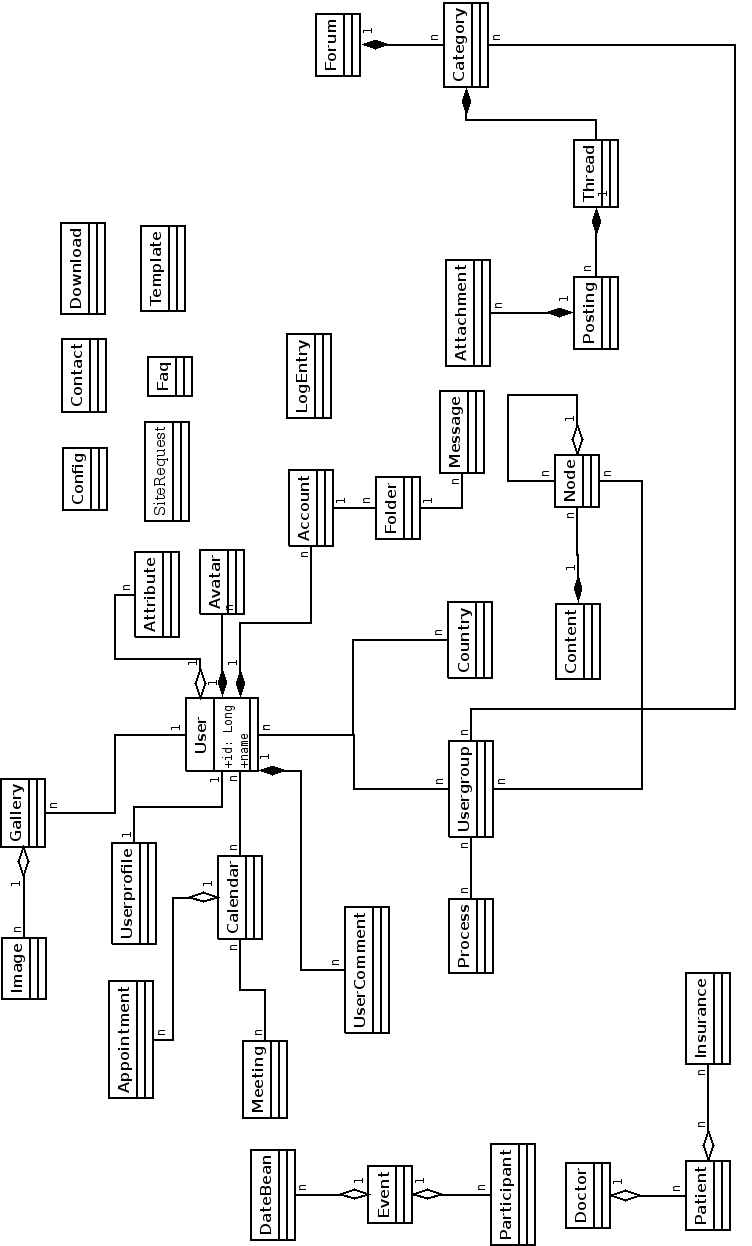 Image
Gallery
n
1
n
Config
Contact
Download
Appointment
Userprofile
1
n
Attribute
SiteRequest
Faq
Template
n
1
1
User
1
1
1
Avatar
+id: Long
n
1
n
Calendar
n
n
+name
Meeting
n
DateBean
1
n
n
n
Account
LogEntry
n
1
Forum
1
UserComment
n
1
Event
Folder
1
n
n
1
n
n
Message
Attachment
Category
Process
n
n
Usergroup
n
Country
n
n
n
n
Participant
n
1
1
Content
1
n
Node
Doctor
Posting
n
Thread
1
n
1
n
Patient
n
n
Insurance